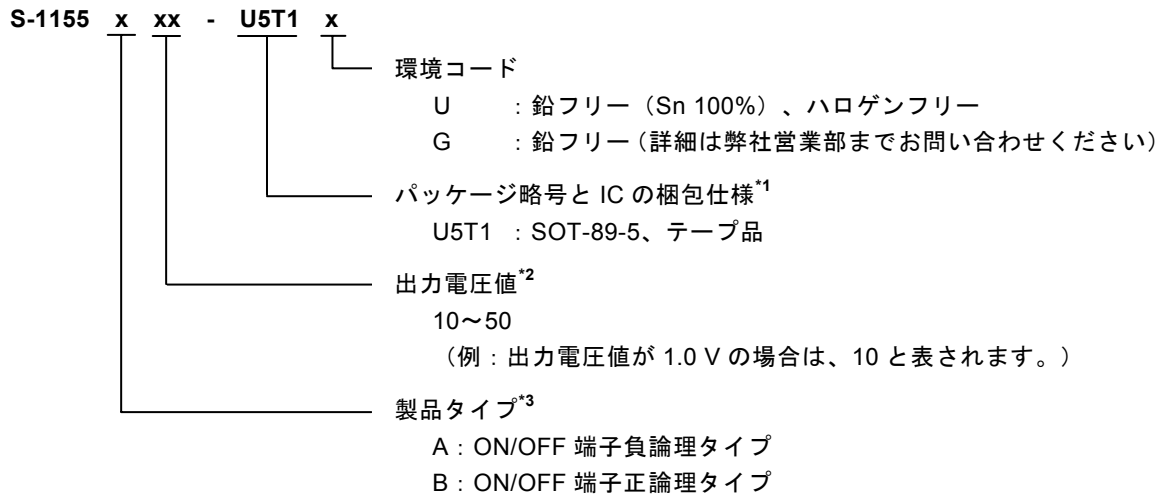 S-1155 x xx - U5T1 x
環境コード
U :鉛フリー(Sn 100%)、ハロゲンフリー
G :鉛フリー(詳細は弊社営業部までお問い合わせください)
パッケージ略号と IC の梱包仕様*1
U5T1 :SOT-89-5、テープ品
出力電圧値*2
10~50
(例:出力電圧値が 1.0 V の場合は、10 と表されます。)
製品タイプ*3
A:ON/OFF 端子負論理タイプ
B:ON/OFF 端子正論理タイプ